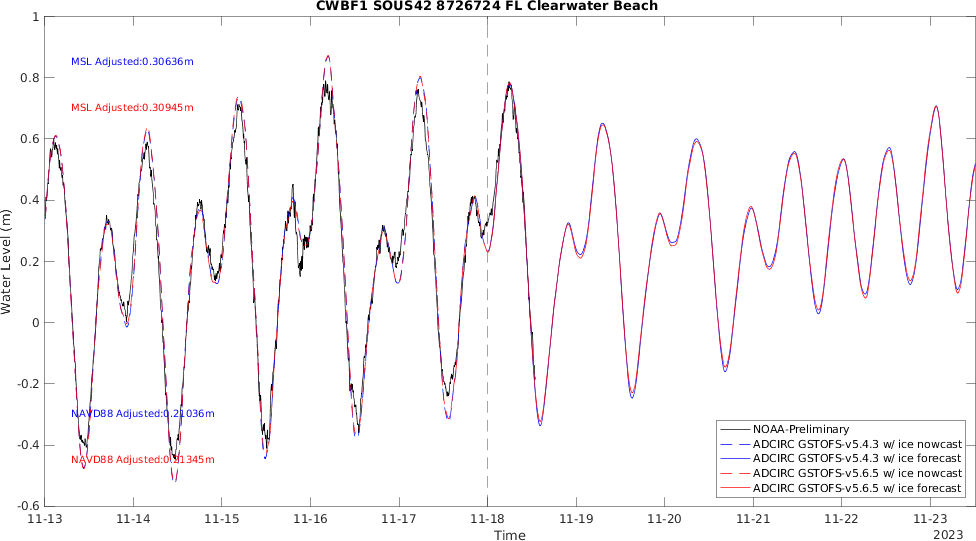 CWBF1 SOUS42 8726724 FL Clearwater Beach
1
0.8
0.6
0.4
0.2
0
-0.2
-0.4
-0.6
Water Level (m)
MSL Adjusted:0.30636m
MSL Adjusted:0.30945m
NAVD88 Adjusted:0.21036m
NAVD88 Adjusted:0.21345m
NOAA-Preliminary
ADCIRC GSTOFS-v5.4.3 w/ ice nowcast
ADCIRC GSTOFS-v5.4.3 w/ ice forecast
ADCIRC GSTOFS-v5.6.5 w/ ice nowcast
ADCIRC GSTOFS-v5.6.5 w/ ice forecast
11-13 11-14 11-15 11-16 11-17 11-18 11-19 11-20 11-21 11-22 11-23
Time
2023